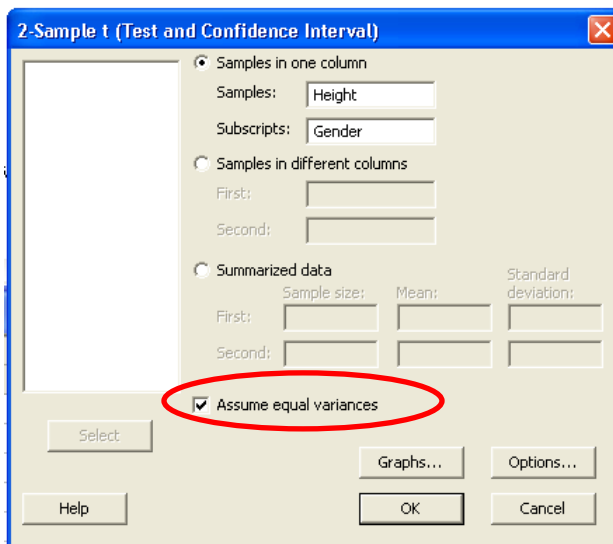 2-Sample t (Test and Confidence Interval)
Samples in one column
Samples: Height
Subscripts: Gender
Samples in different columns
First:
Second:
Summarized data
Sample size: Mean: Standard deviation:
First:
Second:
Assume equal variances
Select
Graphs... Options...
Help OK Cancel